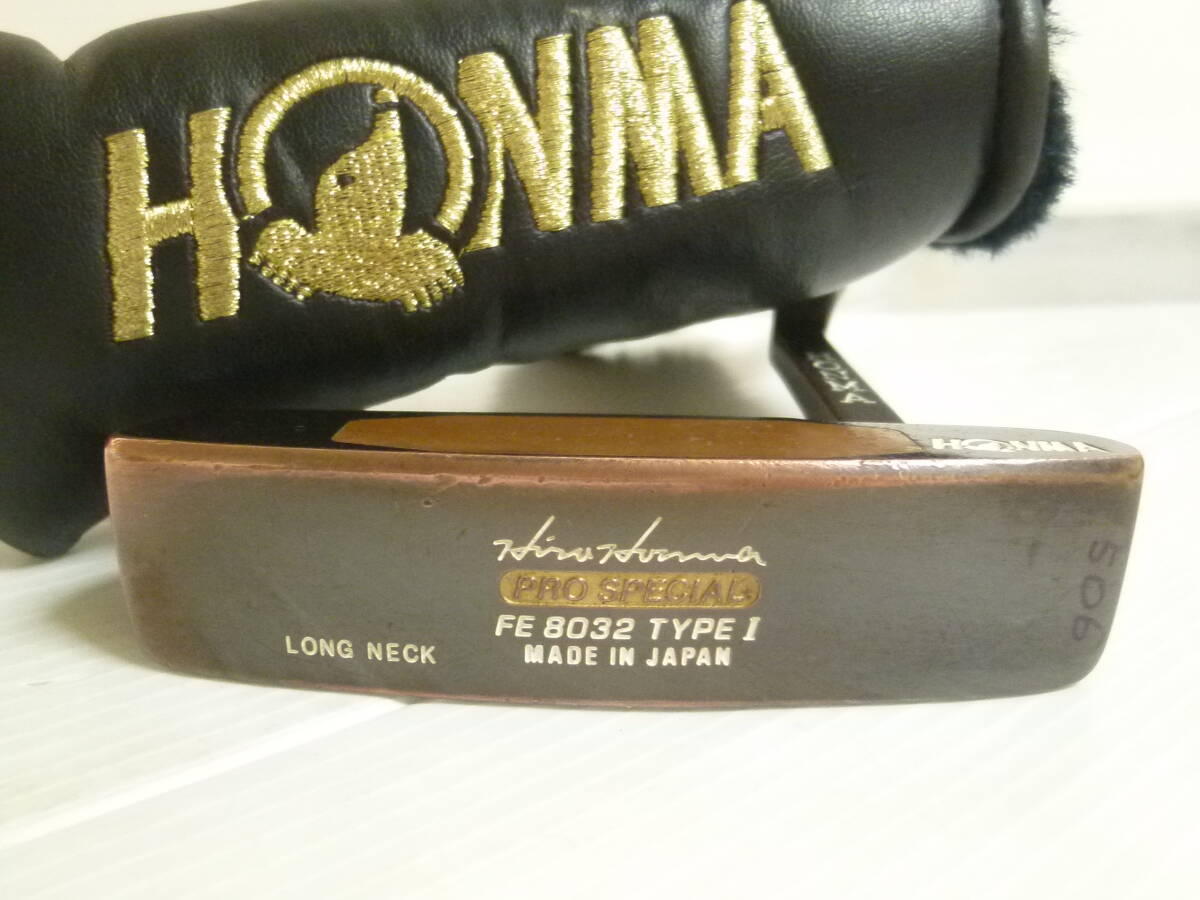 HONMA
HONMA
Hiro Honma
PRO SPECIAL
FE 8032 TYPE I
MADE IN JAPAN
LONG NECK
506